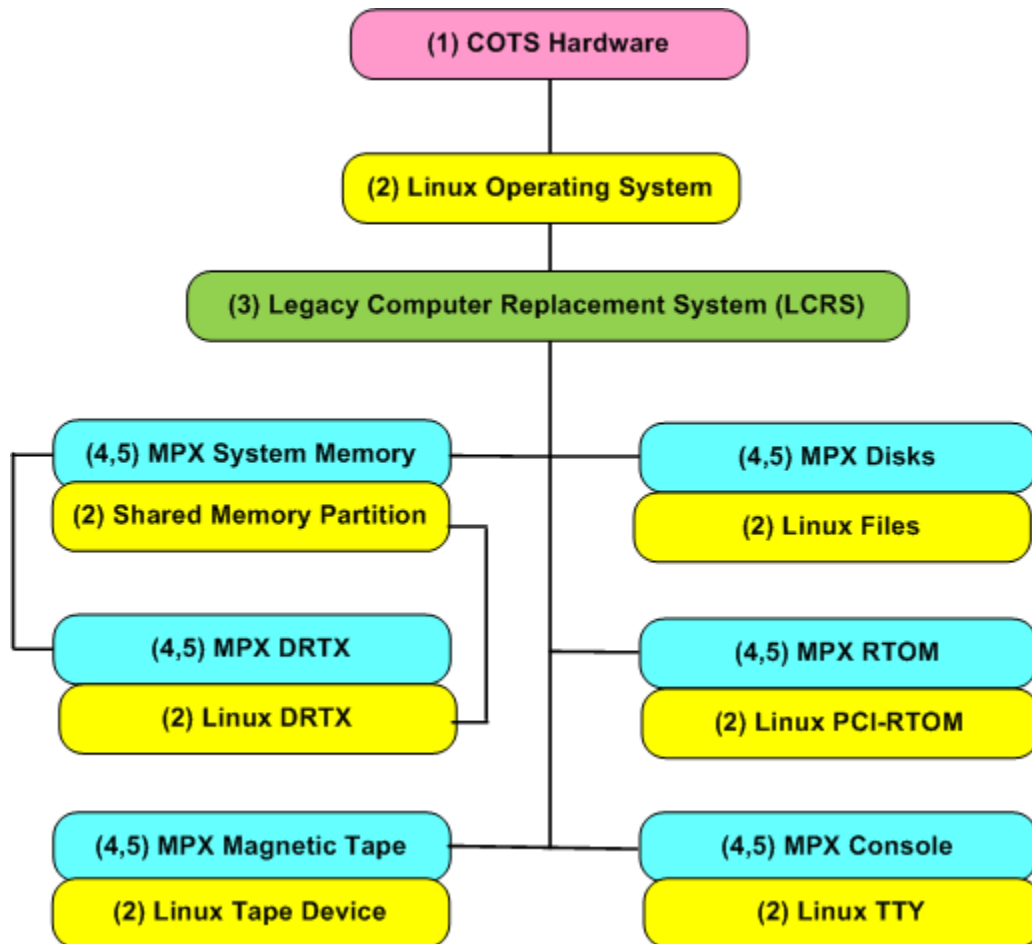 (1) COTS Hardware
(2) Linux Operating System
(3) Legacy Computer Replacement System (LCRS)
(4,5) MPX System Memory
(2) Shared Memory Partition
(4,5) MPX Disks
(2) Linux Files
(4,5) MPX DRTX
(2) Linux DRTX
(4,5) MPX RTOM
(2) Linux PCI-RTOM
(4,5) MPX Magnetic Tape
(2) Linux Tape Device
(4,5) MPX Console
(2) Linux TTY